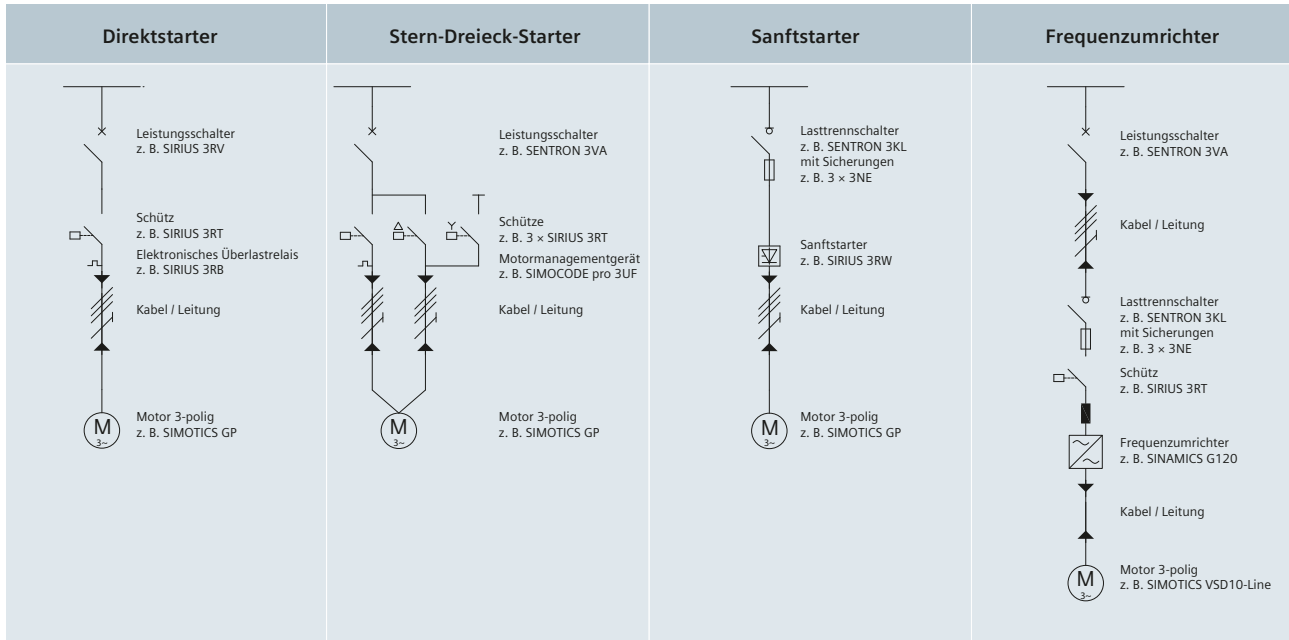 Direktstarter
Leistungsschalter
z. B. SIRIUS 3RV
Schütz
z. B. SIRIUS 3RT
Elektronisches Überlastrelais
z. B. SIRIUS 3RB
Kabel / Leitung
M
3~
Motor 3-polig
z. B. SIMOTICS GP
Stern-Dreieck-Starter
Leistungsschalter
z. B. SENTRON 3VA
Schütze
z. B. 3 × SIRIUS 3RT
Motormanagementgerät
z. B. SIMOCODE pro 3UF
Kabel / Leitung
M
3~
Motor 3-polig
z. B. SIMOTICS GP
Sanftstarter
Lasttrennschalter
z. B. SENTRON 3KL
mit Sicherungen
z. B. 3 × 3NE
Sanftstarter
z. B. SIRIUS 3RW
Kabel / Leitung
M
3~
Motor 3-polig
z. B. SIMOTICS GP
Frequenzumrichter
Leistungsschalter
z. B. SENTRON 3VA
Kabel / Leitung
Lasttrennschalter
z. B. SENTRON 3KL
mit Sicherungen
z. B. 3 × 3NE
Schütz
z. B. SIRIUS 3RT
Frequenzumrichter
z. B. SINAMICS G120
Kabel / Leitung
M
3~
Motor 3-polig
z. B. SIMOTICS VSD10-Line